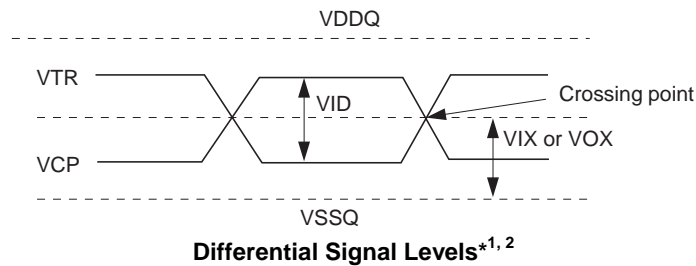 VDDQ
VTR
VID
Crossing point
VIX or VOX
VCP
VSSQ
Differential Signal Levels*1, 2